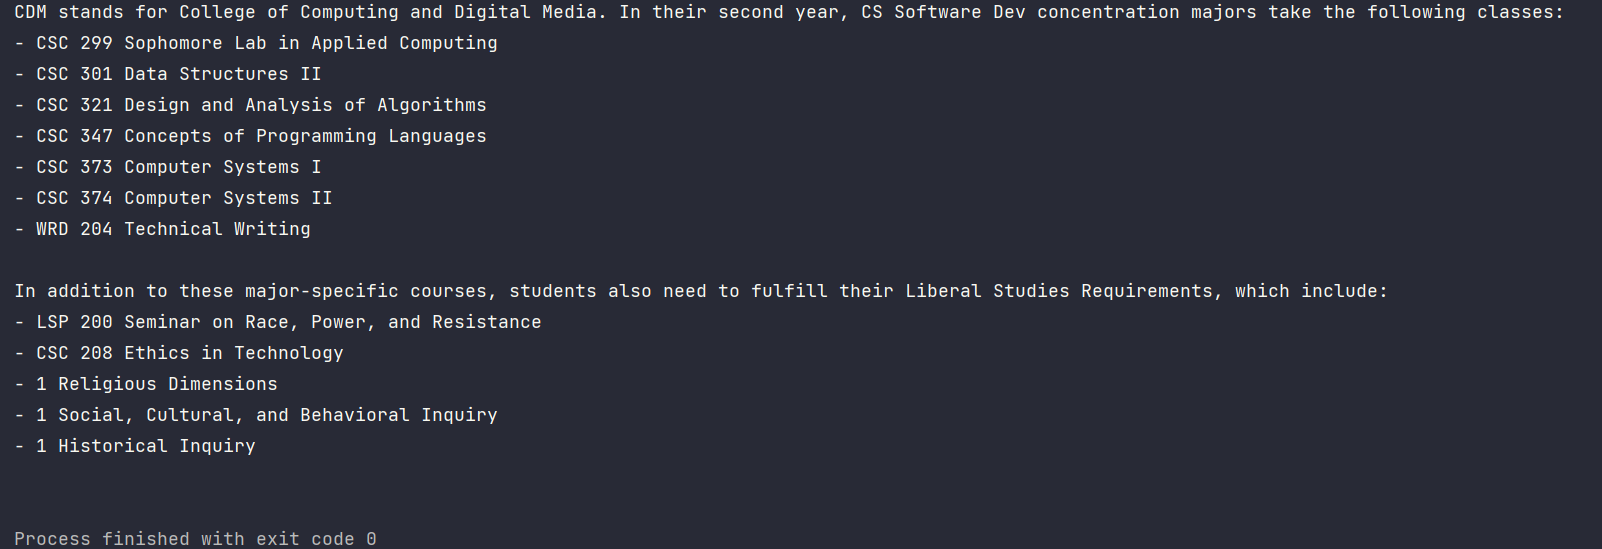 CDM stands for College of Computing and Digital Media. In their second year, CS Software Dev concentration majors take the following classes:
- CSC 299 Sophomore Lab in Applied Computing
- CSC 301 Data Structures II
- CSC 321 Design and Analysis of Algorithms
- CSC 347 Concepts of Programming Languages
- CSC 373 Computer Systems I
- CSC 374 Computer Systems II
- WRD 204 Technical Writing
In addition to these major-specific courses, students also need to fulfill their Liberal Studies Requirements, which include:
- LSP 200 Seminar on Race, Power, and Resistance
- CSC 208 Ethics in Technology
- 1 Religious Dimensions
- 1 Social, Cultural, and Behavioral Inquiry
- 1 Historical Inquiry
Process finished with exit code 0